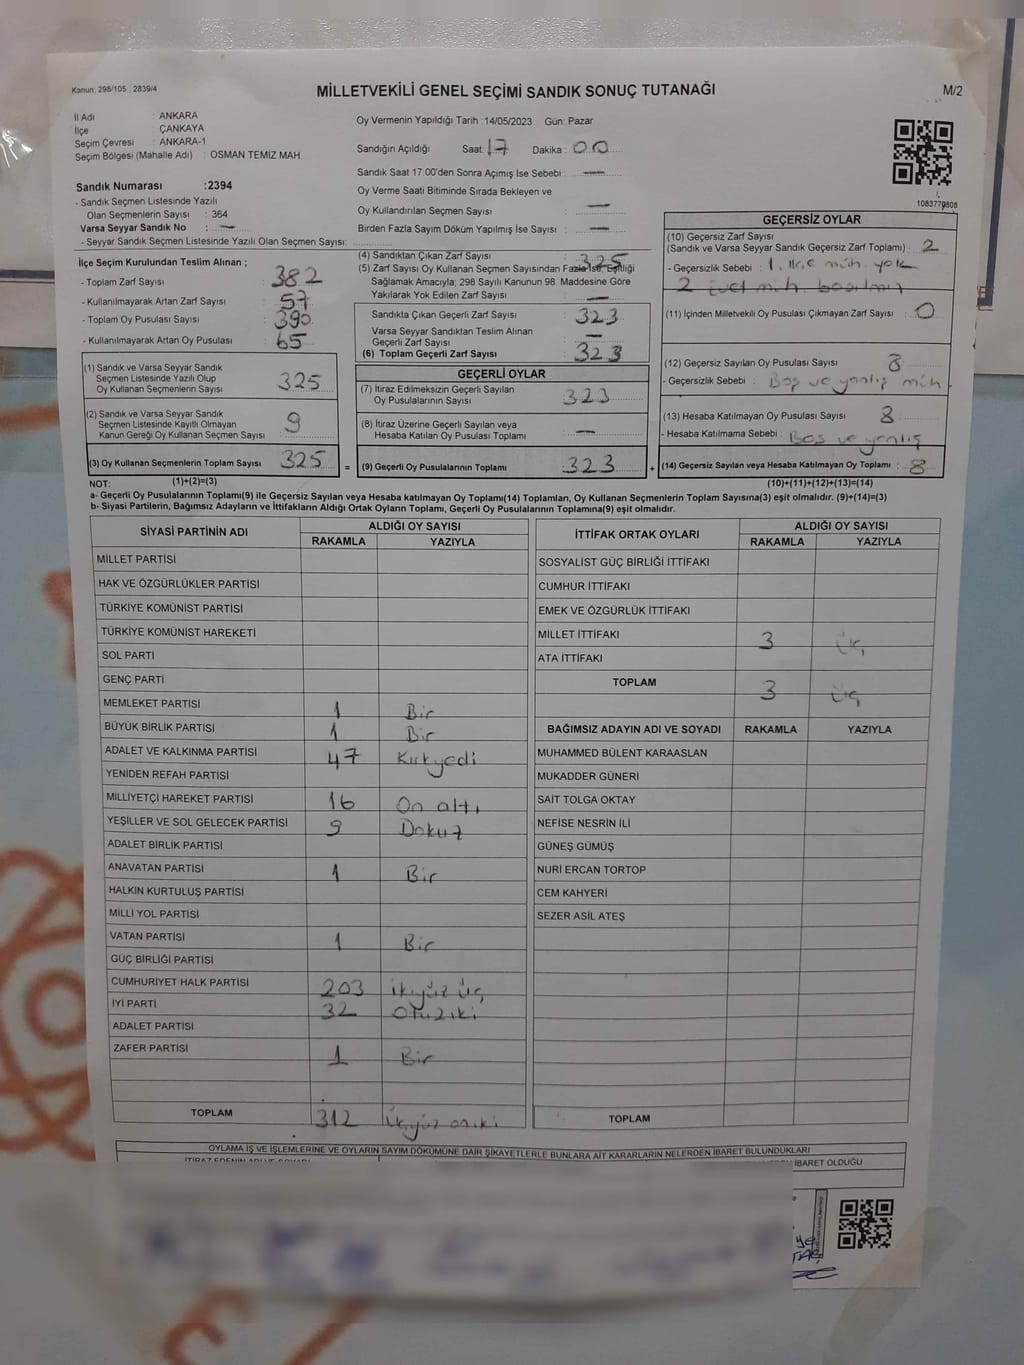 Kanun: 298/105 , 2839/4
MİLLETVEKİLİ GENEL SEÇİMİ SANDIK SONUÇ TUTANAĞI
M/2
İl Adı : ANKARA
İlçe : ÇANKAYA
Seçim Çevresi : ANKARA-1
Seçim Bölgesi (Mahalle Adı) : OSMAN TEMİZ MAH.
Sandık Numarası :2394
- Sandık Seçmen Listesinde Yazılı
Olan Seçmenlerin Sayısı : 364
Varsa Seyyar Sandık No : —
- Seyyar Sandık Seçmen Listesinde Yazılı Olan Seçmen Sayısı:
Oy Vermenin Yapıldığı Tarih :14/05/2023 Gün: Pazar
Sandığın Açıldığı Saat: 17 Dakika : 00
Sandık Saat 17.00'den Sonra Açımış İse Sebebi : —
Oy Verme Saati Bitiminde Sırada Bekleyen ve
Oy Kullandırılan Seçmen Sayısı : —
Birden Fazla Sayım Döküm Yapılmış İse Sayısı : —
1083779808
İlçe Seçim Kurulundan Teslim Alınan ;
- Toplam Zarf Sayısı : 382
- Kullanılmayarak Artan Zarf Sayısı : 57
- Toplam Oy Pusulası Sayısı : 390
- Kullanılmayarak Artan Oy Pusulası : 65
(1) Sandık ve Varsa Seyyar Sandık
Seçmen Listesinde Yazılı Olup
Oy Kullanan Seçmenlerin Sayısı : 325
(2) Sandık ve Varsa Seyyar Sandık
Seçmen Listesinde Kayıtlı Olmayan
Kanun Gereği Oy Kullanan Seçmen Sayısı : 9
(3) Oy Kullanan Seçmenlerin Toplam Sayısı : 325
(1)+(2)=(3)
(4) Sandıktan Çıkan Zarf Sayısı : 325
(5) Zarf Sayısı Oy Kullanan Seçmen Sayısından Fazla İse, Eşitliği
Sağlamak Amacıyla; 298 Sayılı Kanunun 98. Maddesine Göre
Yakılarak Yok Edilen Zarf Sayısı : —
Sandıkta Çıkan Geçerli Zarf Sayısı : 323
Varsa Seyyar Sandıktan Teslim Alınan
Geçerli Zarf Sayısı : —
(6) Toplam Geçerli Zarf Sayısı : 323
GEÇERLİ OYLAR
(7) İtiraz Edilmeksizin Geçerli Sayılan
Oy Pusulalarının Sayısı : 323
(8) İtiraz Üzerine Geçerli Sayılan veya
Hesaba Katılan Oy Pusulası Toplamı : —
= (9) Geçerli Oy Pusulalarının Toplamı : 323 +
GEÇERSİZ OYLAR
(10) Geçersiz Zarf Sayısı
(Sandık ve Varsa Seyyar Sandık Geçersiz Zarf Toplamı) : 2
- Geçersizlik Sebebi : 1. ilçe müh. yok
2 Evet müh. basılmış
(11) İçinden Milletvekili Oy Pusulası Çıkmayan Zarf Sayısı : 0
(12) Geçersiz Sayılan Oy Pusulası Sayısı : 8
- Geçersizlik Sebebi : Boş ve yanlış müh
(13) Hesaba Katılmayan Oy Pusulası Sayısı : 8
- Hesaba Katılmama Sebebi : Boş ve yanlış
(14) Geçersiz Sayılan veya Hesaba Katılmayan Oy Toplamı : 8
(10)+(11)+(12)+(13)=(14)
NOT:
a- Geçerli Oy Pusulalarının Toplamı(9) ile Geçersiz Sayılan veya Hesaba katılmayan Oy Toplamı(14) Toplamları, Oy Kullanan Seçmenlerin Toplam Sayısına(3) eşit olmalıdır. (9)+(14)=(3)
b- Siyasi Partilerin, Bağımsız Adayların ve İttifakların Aldığı Ortak Oyların Toplamı, Geçerli Oy Pusulalarının Toplamına(9) eşit olmalıdır.
SİYASİ PARTİNİN ADI ALDIĞI OY SAYISI
RAKAMLA YAZIYLA
MİLLET PARTİSİ
HAK VE ÖZGÜRLÜKLER PARTİSİ
TÜRKİYE KOMÜNİST PARTİSİ
TÜRKİYE KOMÜNİST HAREKETİ
SOL PARTİ
GENÇ PARTİ
MEMLEKET PARTİSİ 1 Bir
BÜYÜK BİRLİK PARTİSİ 1 Bir
ADALET VE KALKINMA PARTİSİ 47 Kırkyedi
YENİDEN REFAH PARTİSİ
MİLLİYETÇİ HAREKET PARTİSİ 16 On altı
YEŞİLLER VE SOL GELECEK PARTİSİ 9 Dokuz
ADALET BİRLİK PARTİSİ
ANAVATAN PARTİSİ 1 Bir
HALKIN KURTULUŞ PARTİSİ
MİLLİ YOL PARTİSİ
VATAN PARTİSİ 1 Bir
GÜÇ BİRLİĞİ PARTİSİ
CUMHURİYET HALK PARTİSİ 203 ikiyüz üç
İYİ PARTİ 32 otuziki
ADALET PARTİSİ
ZAFER PARTİSİ 1 Bir
TOPLAM 312 Üçyüz oniki
İTTİFAK ORTAK OYLARI ALDIĞI OY SAYISI
RAKAMLA YAZIYLA
SOSYALİST GÜÇ BİRLİĞİ İTTİFAKI
CUMHUR İTTİFAKI
EMEK VE ÖZGÜRLÜK İTTİFAKI
MİLLET İTTİFAKI 3 Üç
ATA İTTİFAKI
TOPLAM 3 Üç
BAĞIMSIZ ADAYIN ADI VE SOYADI RAKAMLA YAZIYLA
MUHAMMED BÜLENT KARAASLAN
MUKADDER GÜNERİ
SAİT TOLGA OKTAY
NEFİSE NESRİN İLİ
GÜNEŞ GÜMÜŞ
NURİ ERCAN TORTOP
CEM KAHYERİ
SEZER ASİL ATEŞ
TOPLAM
OYLAMA İŞ VE İŞLEMLERİNE VE OYLARIN SAYIM DÖKÜMÜNE DAİR ŞİKAYETLERLE BUNLARA AİT KARARLARIN NELERDEN İBARET BULUNDUKLARI
İBARET OLDUĞU